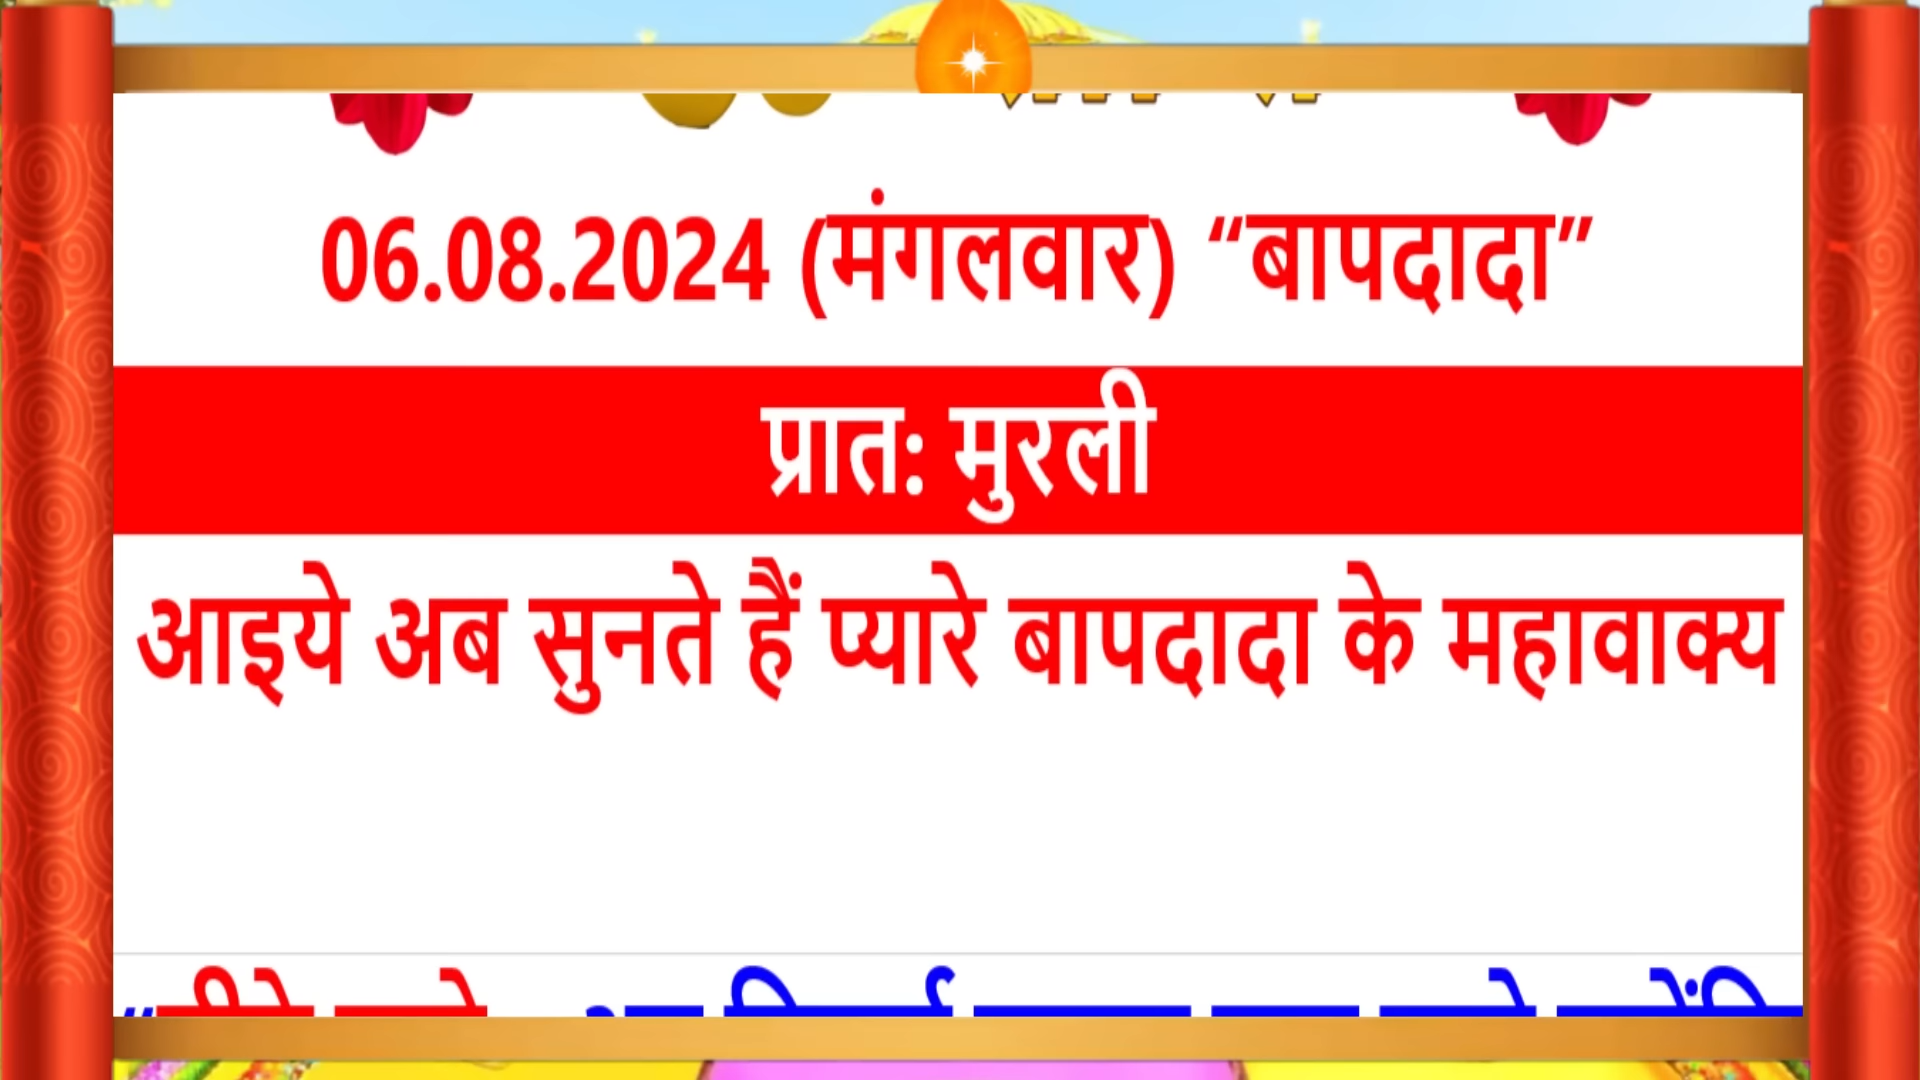 06.08.2024 (मंगलवार) “बापदादा”
प्रात: मुरली
आइये अब सुनते हैं प्यारे बापदादा के महावाक्य